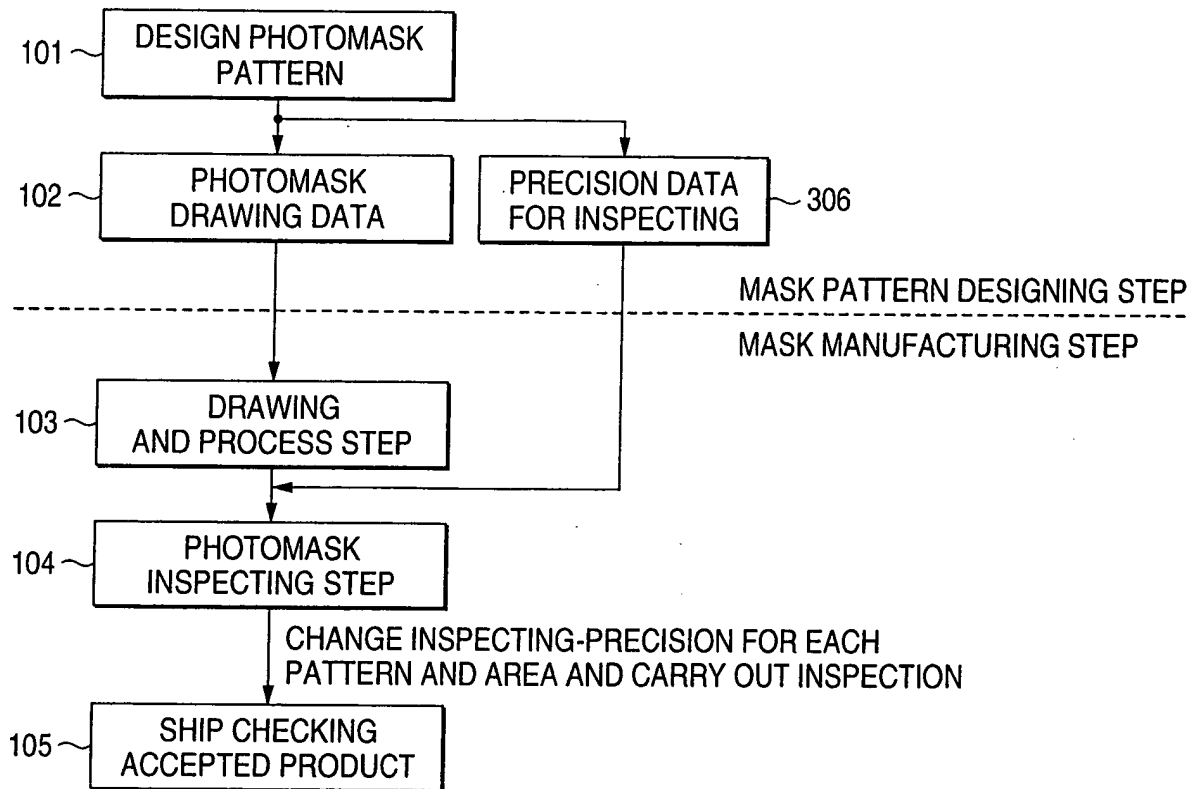 101
DESIGN PHOTOMASK
PATTERN
102
PHOTOMASK
DRAWING DATA
PRECISION DATA
FOR INSPECTING
306
MASK PATTERN DESIGNING STEP
MASK MANUFACTURING STEP
103
DRAWING
AND PROCESS STEP
104
PHOTOMASK
INSPECTING STEP
CHANGE INSPECTING-PRECISION FOR EACH
PATTERN AND AREA AND CARRY OUT INSPECTION
105
SHIP CHECKING
ACCEPTED PRODUCT